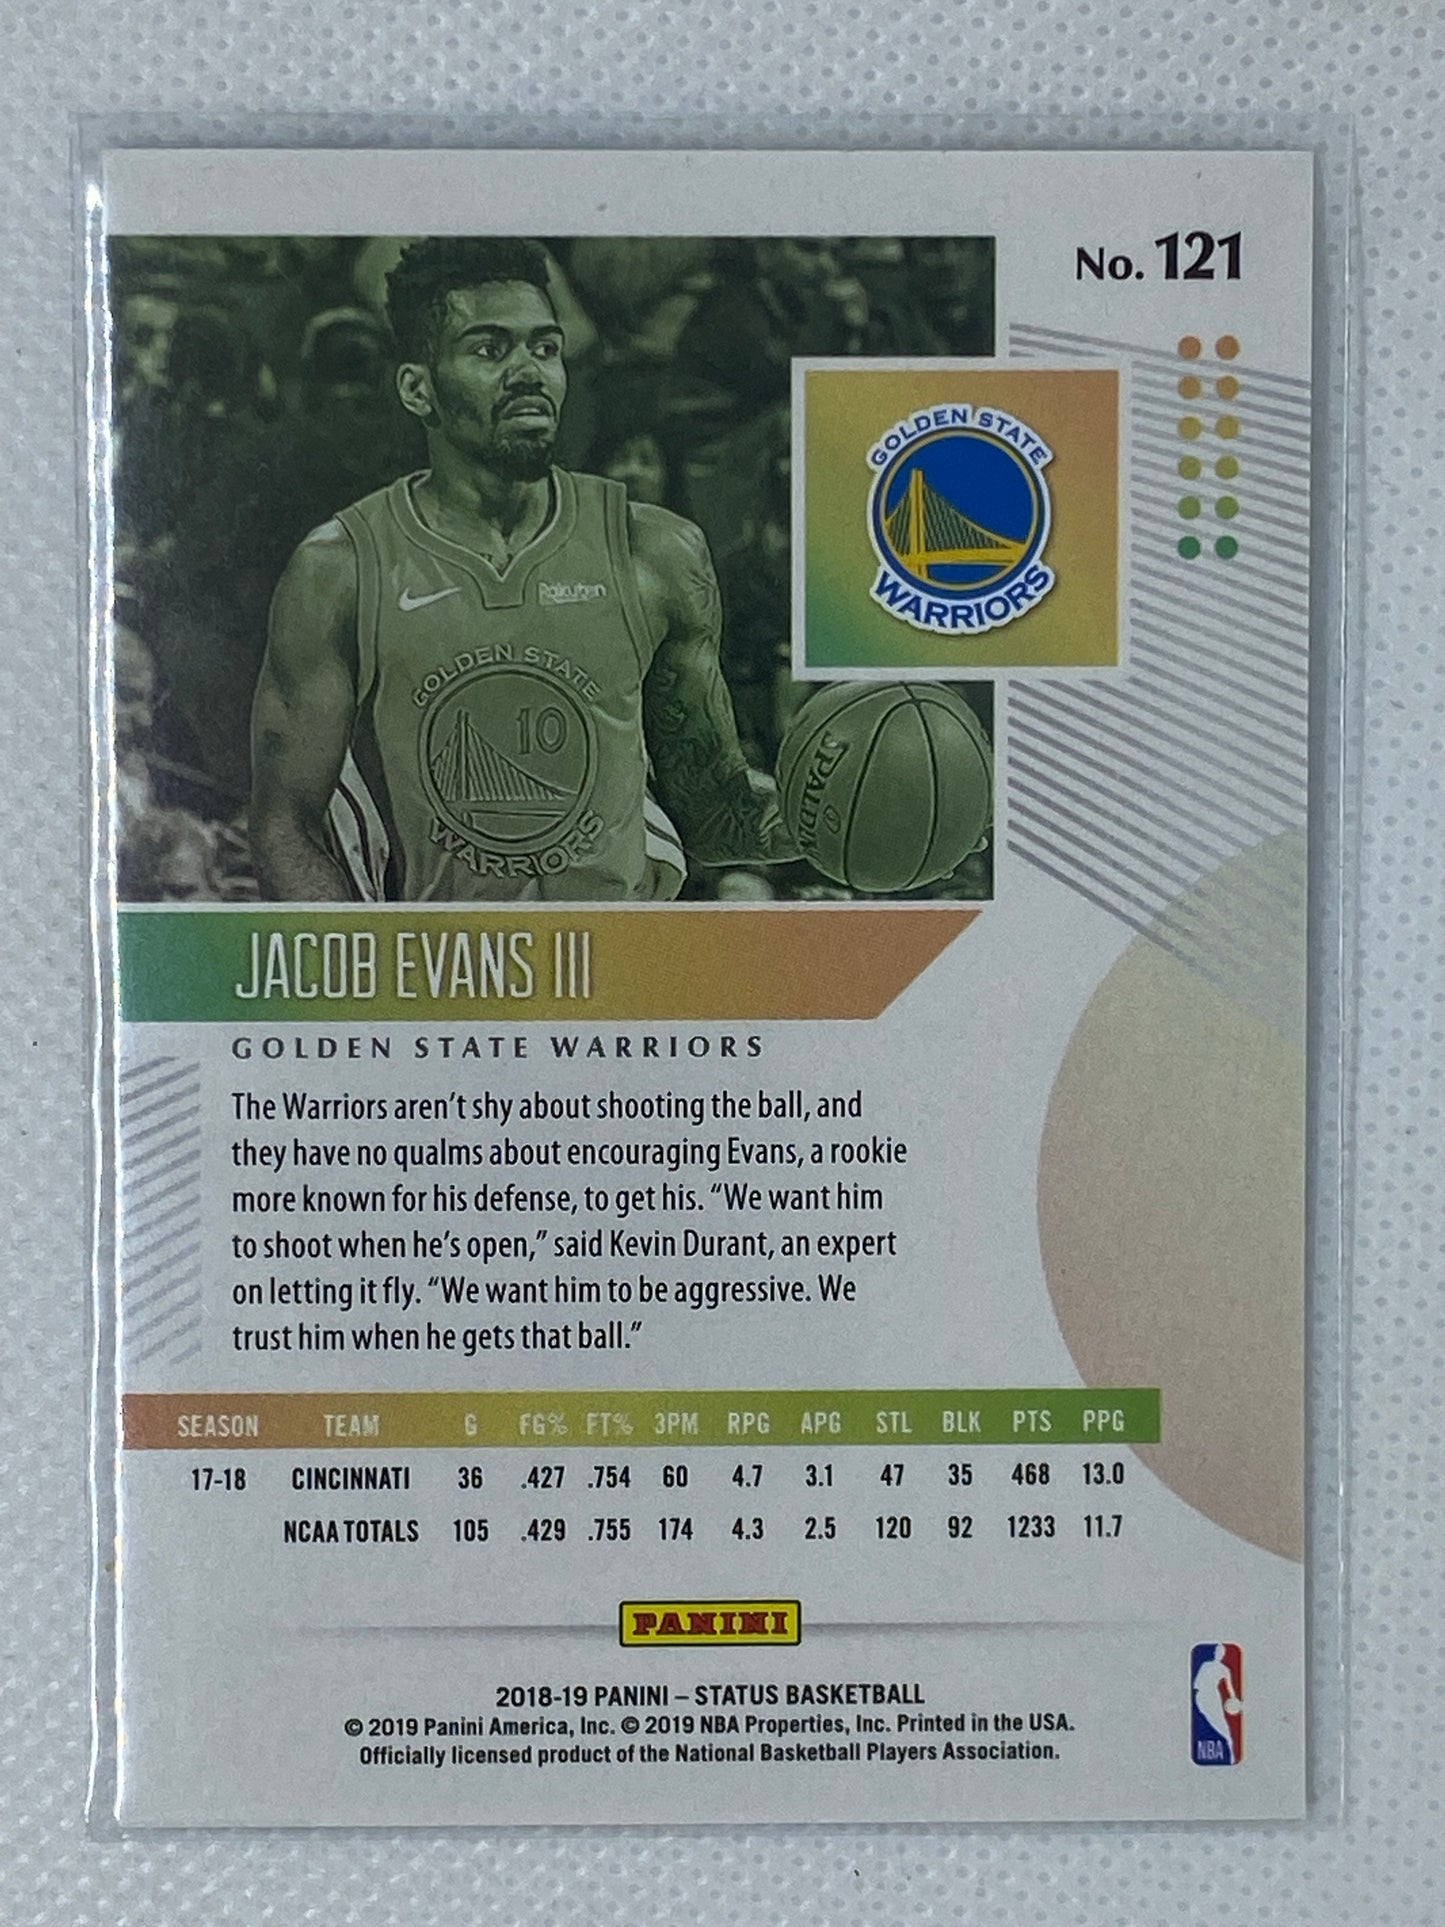 No. 121
GOLDEN STATE
WARRIORS
Rakuten
GOLDEN STATE
10
WARRIORS
SPALDIN
JACOB EVANS III
GOLDEN STATE WARRIORS
The Warriors aren't shy about shooting the ball, and
they have no qualms about encouraging Evans, a rookie
more known for his defense, to get his. “We want him
to shoot when he's open,” said Kevin Durant, an expert
on letting it fly. “We want him to be aggressive. We
trust him when he gets that ball.”
SEASON TEAM G FG% FT% 3PM RPG APG STL BLK PTS PPG
17-18 CINCINNATI 36 .427 .754 60 4.7 3.1 47 35 468 13.0
NCAA TOTALS 105 .429 .755 174 4.3 2.5 120 92 1233 11.7
PANINI
2018-19 PANINI – STATUS BASKETBALL
© 2019 Panini America, Inc. © 2019 NBA Properties, Inc. Printed in the USA.
Officially licensed product of the National Basketball Players Association.
NBA